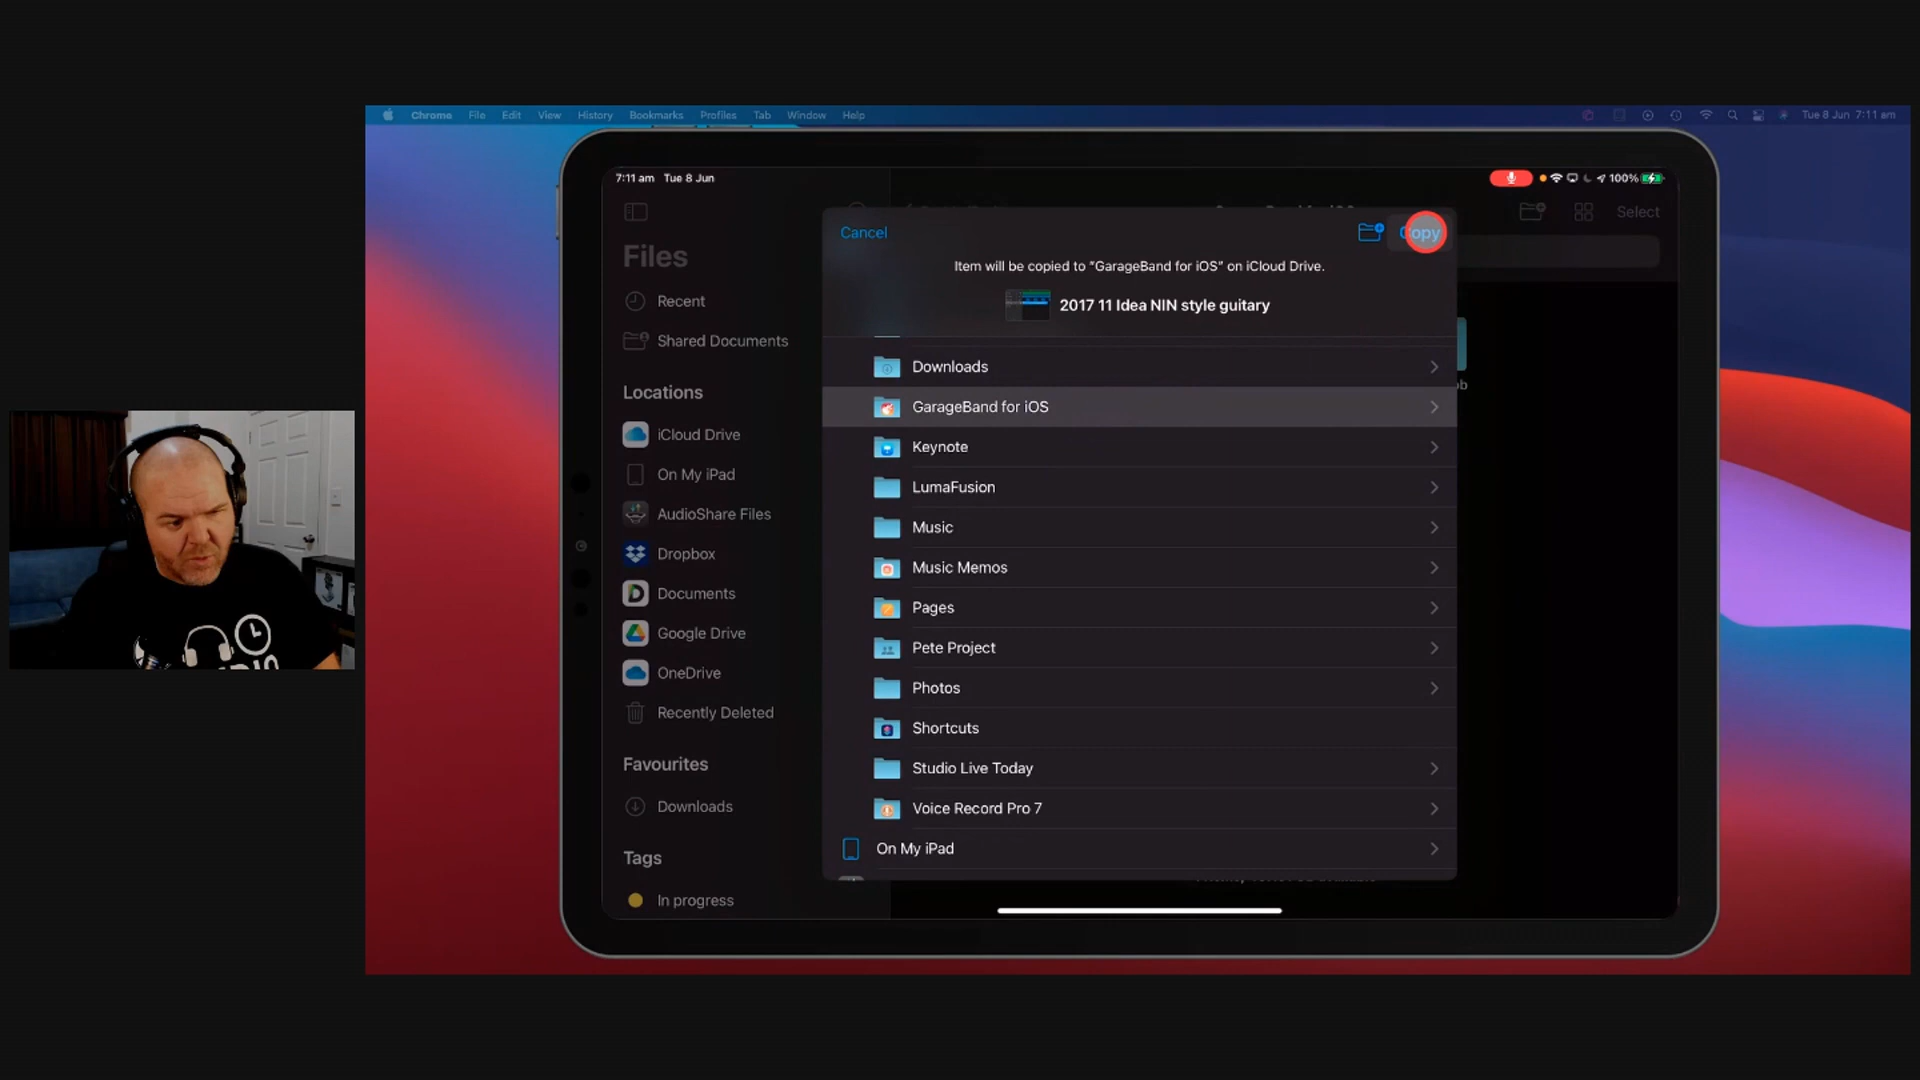 Chrome File Edit View History Bookmarks Profiles Tab Window Help
Tue 8 Jun 7:11 am
7:11 am Tue 8 Jun
100%
Files
Recent
Shared Documents
Locations
iCloud Drive
On My iPad
AudioShare Files
Dropbox
Documents
Google Drive
OneDrive
Recently Deleted
Favourites
Downloads
Tags
In progress
Select
Cancel
Copy
Item will be copied to “GarageBand for iOS” on iCloud Drive.
2017 11 Idea NIN style guitary
Downloads
GarageBand for iOS
Keynote
LumaFusion
Music
Music Memos
Pages
Pete Project
Photos
Shortcuts
Studio Live Today
Voice Record Pro 7
On My iPad